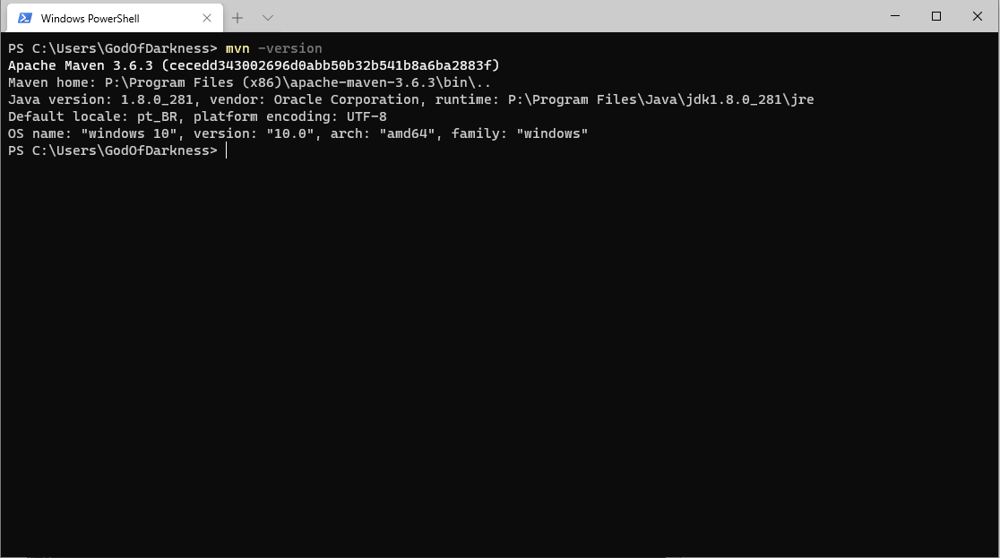 Windows PowerShell
PS C:\Users\GodOfDarkness> mvn -version
Apache Maven 3.6.3 (cecedd343002696d0abb50b32b541b8a6ba2883f)
Maven home: P:\Program Files (x86)\apache-maven-3.6.3\bin\..
Java version: 1.8.0_281, vendor: Oracle Corporation, runtime: P:\Program Files\Java\jdk1.8.0_281\jre
Default locale: pt_BR, platform encoding: UTF-8
OS name: "windows 10", version: "10.0", arch: "amd64", family: "windows"
PS C:\Users\GodOfDarkness>